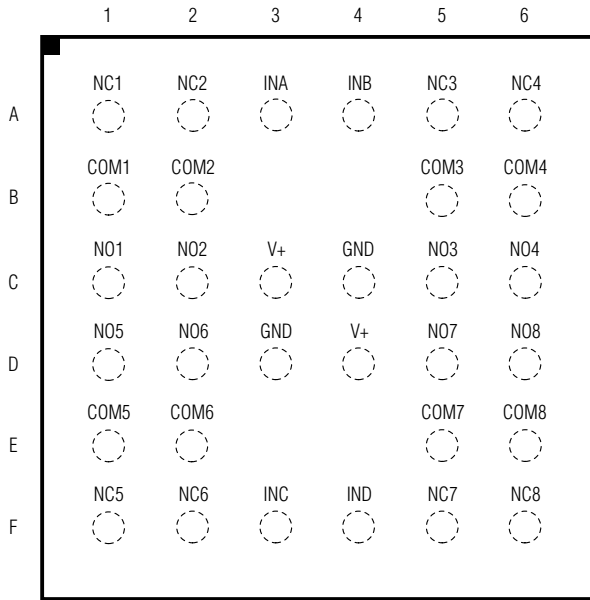 1 2 3 4 5 6
A NC1 NC2 INA INB NC3 NC4
B COM1 COM2 COM3 COM4
C NO1 NO2 V+ GND NO3 NO4
D NO5 NO6 GND V+ NO7 NO8
E COM5 COM6 COM7 COM8
F NC5 NC6 INC IND NC7 NC8